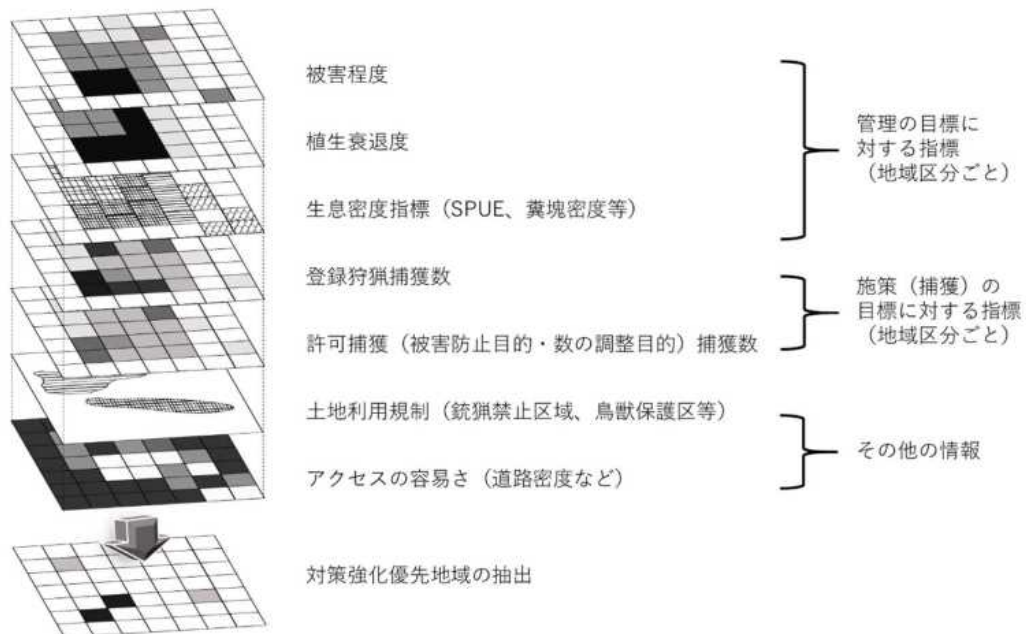 被害程度
植生衰退度
生息密度指標（SPUE、糞塊密度等）
管理の目標に
対する指標
（地域区分ごと）
登録狩猟捕獲数
許可捕獲（被害防止目的・数の調整目的）捕獲数
施策（捕獲）の
目標に対する指標
（地域区分ごと）
土地利用規制（銃猟禁止区域、鳥獣保護区等）
アクセスの容易さ（道路密度など）
その他の情報
対策強化優先地域の抽出